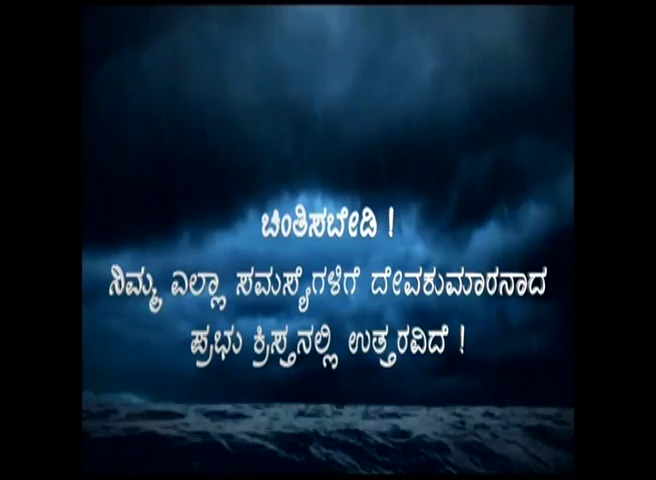 ಚಿಂತಿಸಬೇಡಿ !
ನಿಮ್ಮ ಎಲ್ಲಾ ಸಮಸ್ಯೆಗಳಿಗೆ ದೇವಕುಮಾರನಾದ
ಪ್ರಭು ಕ್ರಿಸ್ತನಲ್ಲಿ ಉತ್ತರವಿದೆ !